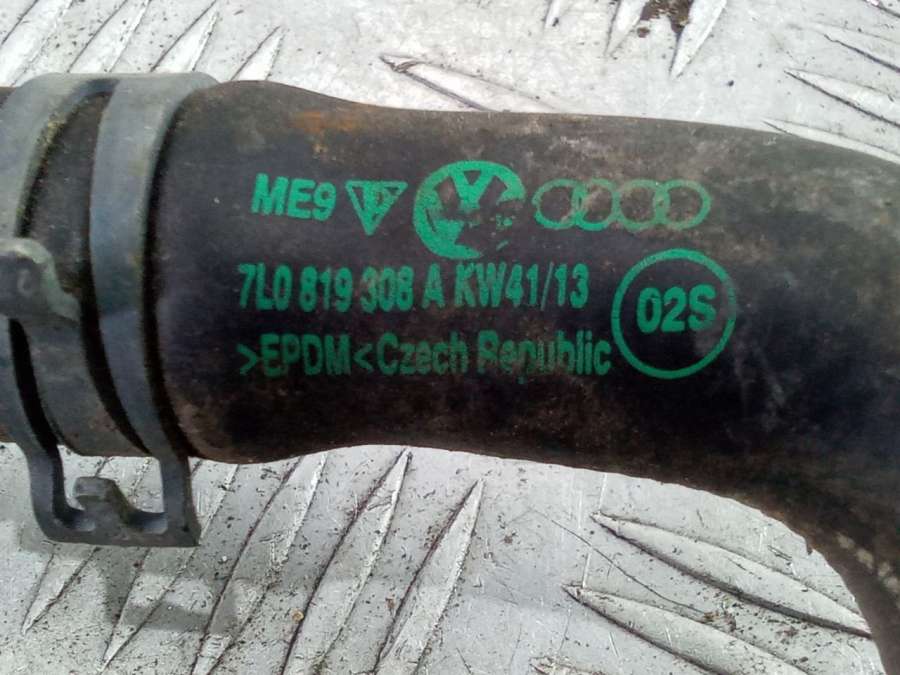 ME9
7L0 819 308 A KW41/13
02S
>EPDM<Czech Republic